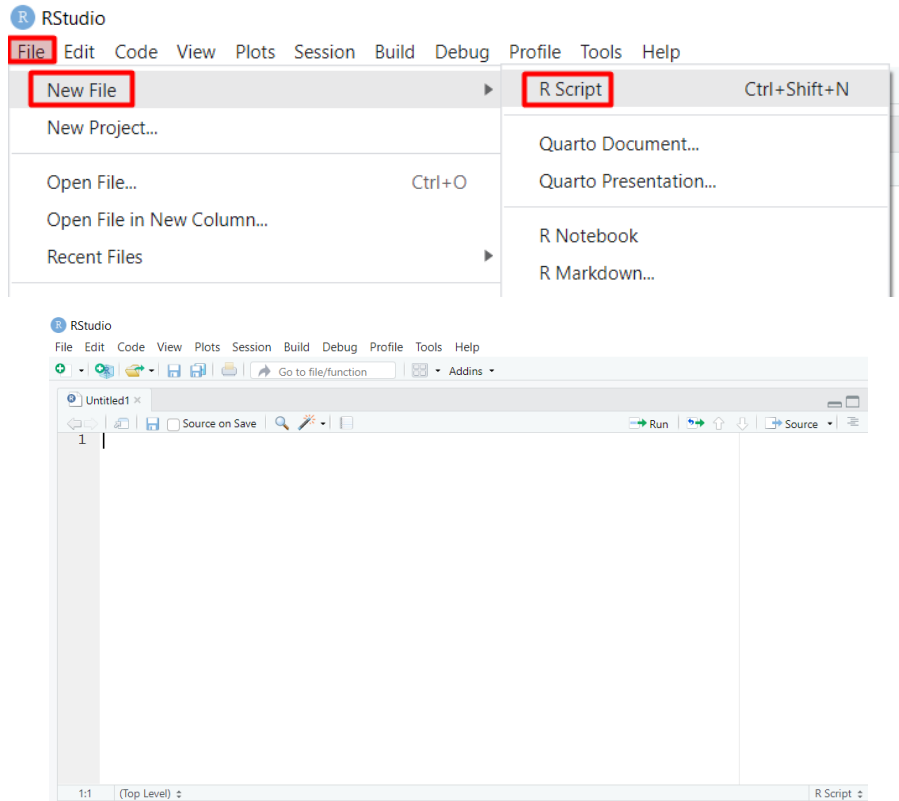 R RStudio
File Edit Code View Plots Session Build Debug Profile Tools Help
New File
R Script Ctrl+Shift+N
New Project...
Quarto Document...
Open File... Ctrl+O
Quarto Presentation...
Open File in New Column...
R Notebook
Recent Files
R Markdown...
R RStudio
File Edit Code View Plots Session Build Debug Profile Tools Help
Go to file/function Addins
R Untitled1 ×
Source on Save Run Source
1
1:1 (Top Level) R Script